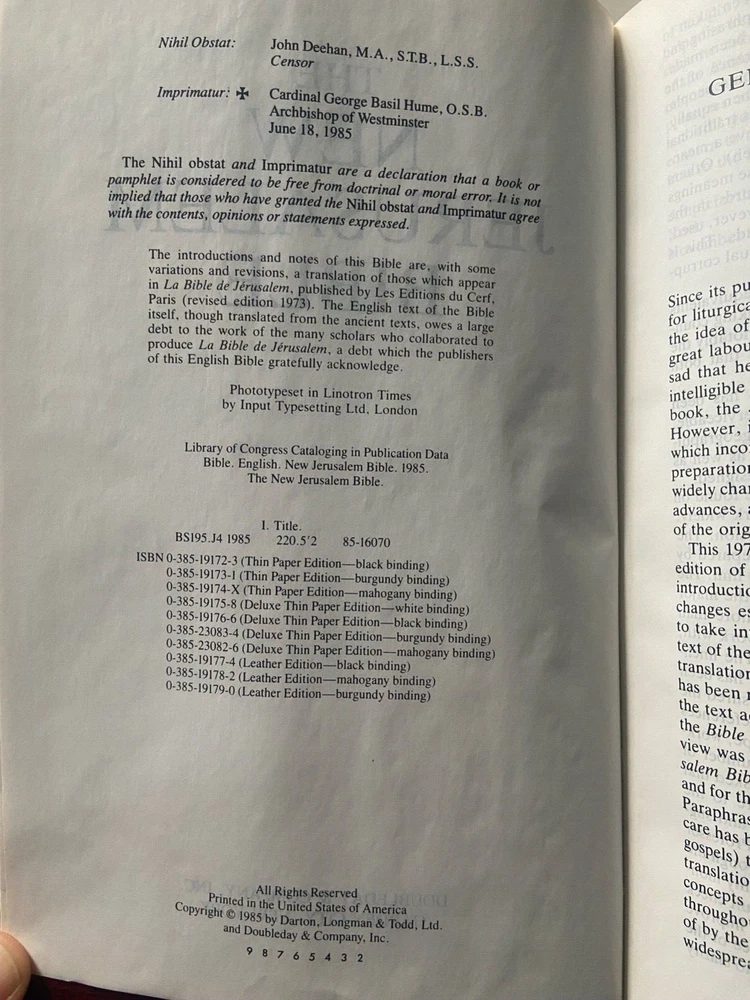 Nihil Obstat: John Deehan, M.A., S.T.B., L.S.S.
Censor
Imprimatur: ✠ Cardinal George Basil Hume, O.S.B.
Archbishop of Westminster
June 18, 1985
The Nihil obstat and Imprimatur are a declaration that a book or
pamphlet is considered to be free from doctrinal or moral error. It is not
implied that those who have granted the Nihil obstat and Imprimatur agree
with the contents, opinions or statements expressed.
The introductions and notes of this Bible are, with some
variations and revisions, a translation of those which appear
in La Bible de Jérusalem, published by Les Editions du Cerf,
Paris (revised edition 1973). The English text of the Bible
itself, though translated from the ancient texts, owes a large
debt to the work of the many scholars who collaborated to
produce La Bible de Jérusalem, a debt which the publishers
of this English Bible gratefully acknowledge.
Phototypeset in Linotron Times
by Input Typesetting Ltd, London
Library of Congress Cataloging in Publication Data
Bible. English. New Jerusalem Bible. 1985.
The New Jerusalem Bible.
I. Title.
BS195.J4 1985 220.5'2 85-16070
ISBN 0-385-19172-3 (Thin Paper Edition—black binding)
0-385-19173-1 (Thin Paper Edition—burgundy binding)
0-385-19174-X (Thin Paper Edition—mahogany binding)
0-385-19175-8 (Deluxe Thin Paper Edition—white binding)
0-385-19176-6 (Deluxe Thin Paper Edition—black binding)
0-385-23083-4 (Deluxe Thin Paper Edition—burgundy binding)
0-385-23082-6 (Deluxe Thin Paper Edition—mahogany binding)
0-385-19177-4 (Leather Edition—black binding)
0-385-19178-2 (Leather Edition—mahogany binding)
0-385-19179-0 (Leather Edition—burgundy binding)
All Rights Reserved
Printed in the United States of America
Copyright © 1985 by Darton, Longman & Todd, Ltd.
and Doubleday & Company, Inc.
9 8 7 6 5 4 3 2
GE
Since its pu
for liturgica
the idea of
great labou
sad that he
intelligible
book, the
However, i
which inco
preparation
widely chan
advances, a
of the orig
This 197
edition of
introductio
changes es
to take in
text of the
translation
has been r
the text a
the Bible
view was
salem Bib
and for th
Paraphras
care has b
gospels) t
translatio
concepts
througho
of by the
widesprea